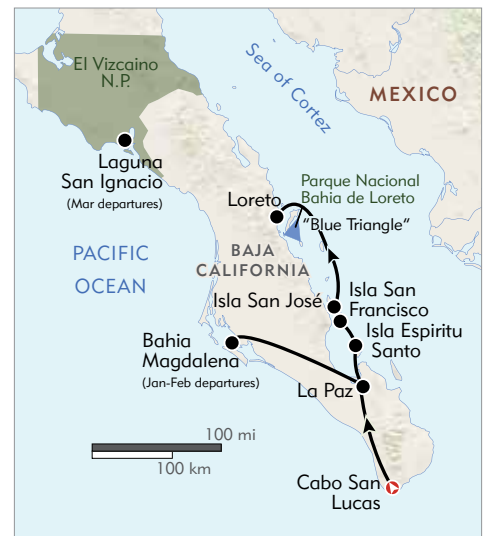 El Vizcaino
N.P.
Sea of Cortez
MEXICO
Laguna
San Ignacio
(Mar departures)
Parque Nacional
Bahia de Loreto
Loreto
"Blue Triangle"
PACIFIC
OCEAN
BAJA
CALIFORNIA
Isla San José
Isla San
Francisco
Isla Espiritu
Santo
Bahia
Magdalena
(Jan-Feb departures)
La Paz
100 mi
100 km
Cabo San
Lucas